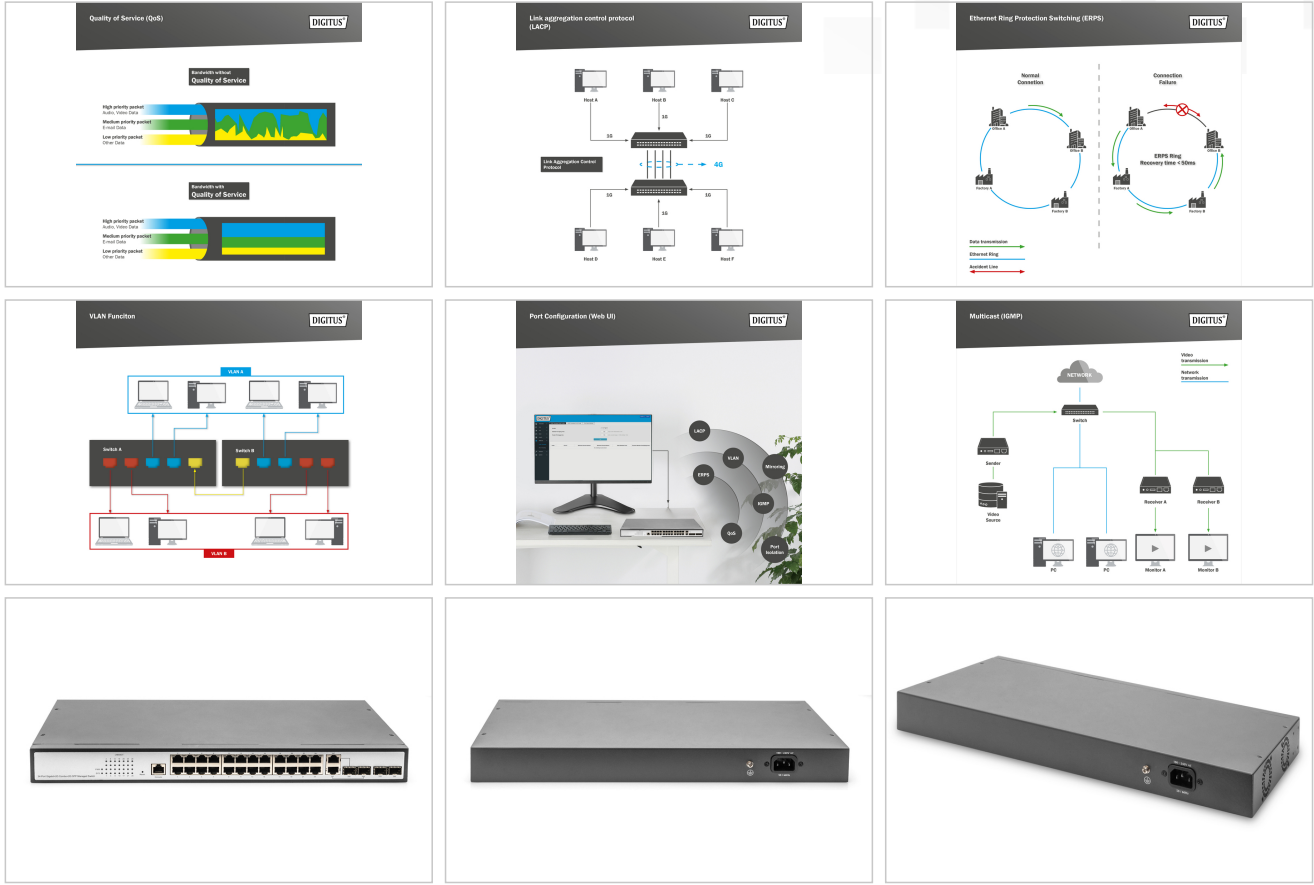 Quality of Service (QoS)
DIGITUS®
Bandwidth without
Quality of Service
High priority packet
Audio, Video Data
Medium priority packet
E-mail Data
Low priority packet
Other Data
Bandwidth with
Quality of Service
High priority packet
Audio, Video Data
Medium priority packet
E-mail Data
Low priority packet
Other Data
Link aggregation control protocol
(LACP)
DIGITUS®
Host A
Host B
Host C
1G
1G
1G
Link Aggregation Control
Protocol
4G
1G
1G
1G
Host D
Host E
Host F
Ethernet Ring Protection Switching (ERPS)
DIGITUS®
Normal
Connetion
Connection
Failure
Office A
Office B
Factory A
Factory B
Office A
Office B
ERPS Ring
Recovery time <50ms
Factory A
Factory B
Data transmission
Ethernet Ring
Accident Line
VLAN Funciton
DIGITUS®
VLAN A
Switch A
Switch B
VLAN B
Port Configuration (Web UI)
DIGITUS®
DIGITUS
LACP
VLAN
Mirroring
ERPS
IGMP
QoS
Port
Isolation
Multicast (IGMP)
DIGITUS®
Video
transmission
Network
transmission
NETWORK
Switch
Sender
Receiver A
Receiver B
Video
Source
PC
PC
Monitor A
Monitor B